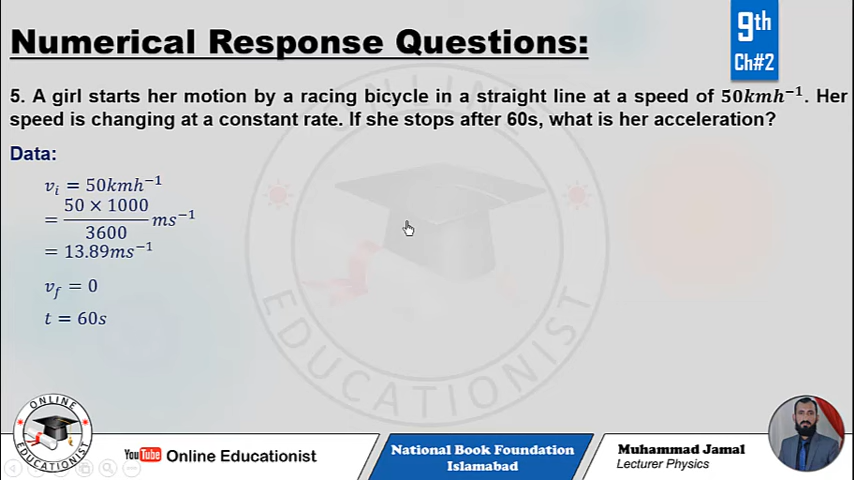 Numerical Response Questions:
9th
Ch#2
5. A girl starts her motion by a racing bicycle in a straight line at a speed of 50kmh⁻¹. Her
speed is changing at a constant rate. If she stops after 60s, what is her acceleration?
Data:
vᵢ = 50kmh⁻¹
= 50 × 1000 / 3600 ms⁻¹
= 13.89ms⁻¹
v_f = 0
t = 60s
ONLINE
EDUCATIONIST
ONLINE
EDUCATIONIST
YouTube Online Educationist
National Book Foundation
Islamabad
Muhammad Jamal
Lecturer Physics